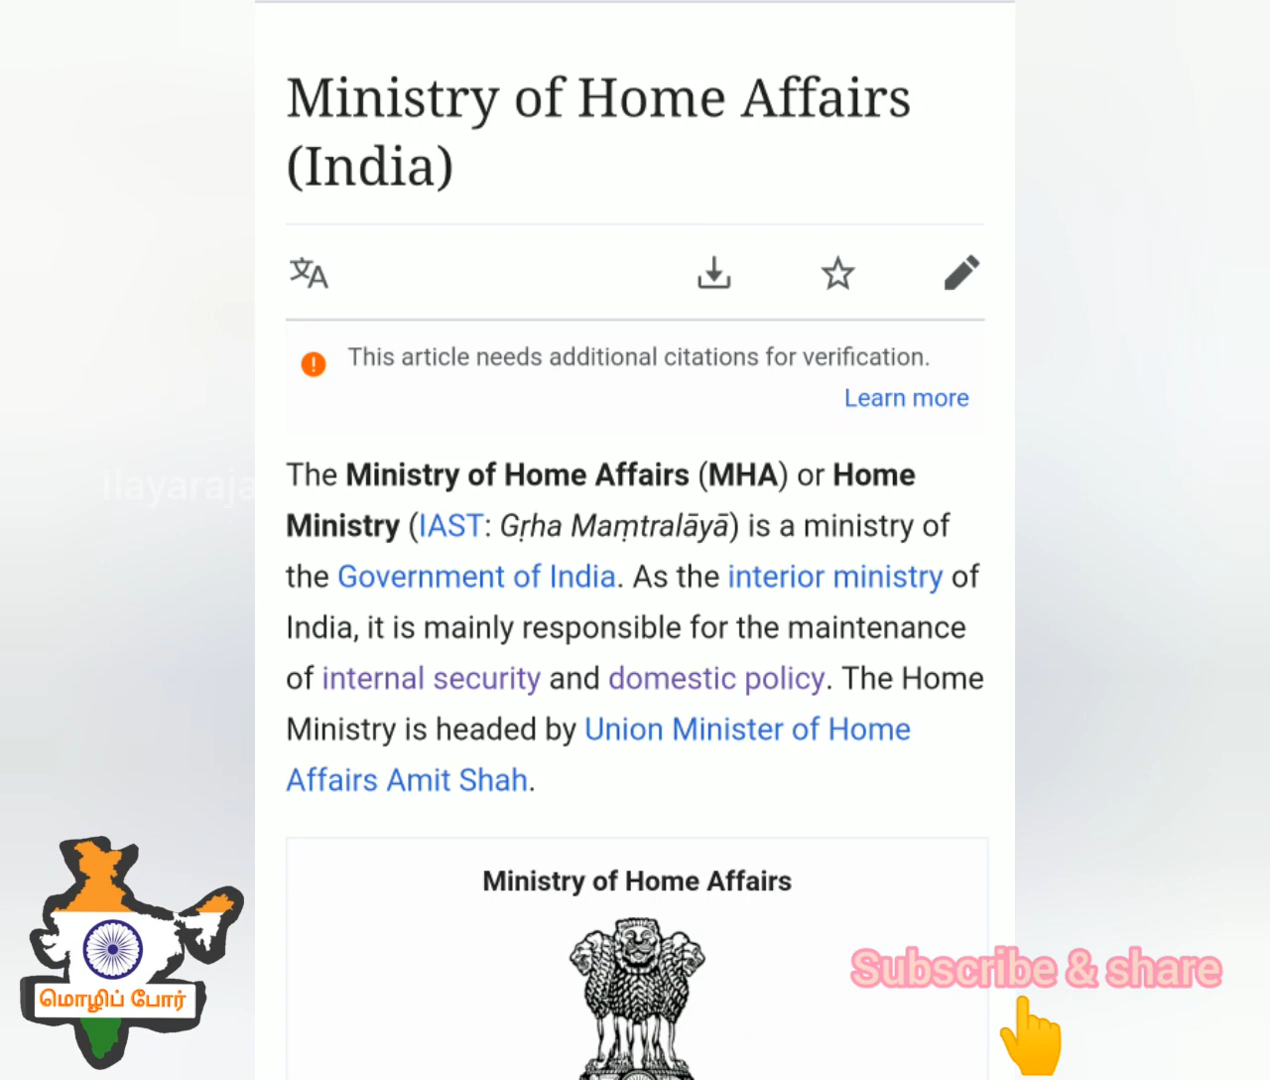 Ministry of Home Affairs
(India)
This article needs additional citations for verification.
Learn more
The Ministry of Home Affairs (MHA) or Home
Ministry (IAST: Gṛha Maṃtralāyā) is a ministry of
the Government of India. As the interior ministry of
India, it is mainly responsible for the maintenance
of internal security and domestic policy. The Home
Ministry is headed by Union Minister of Home
Affairs Amit Shah.
Ministry of Home Affairs
ilayaraja
மொழிப் போர்
Subscribe & share